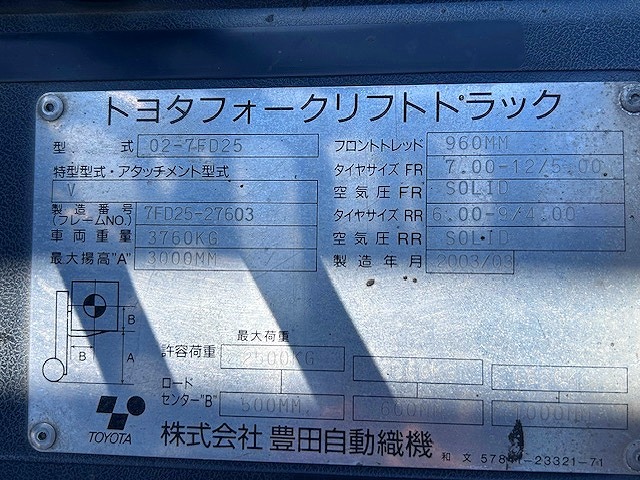 トヨタフォークリフトトラック
型式 02-7FD25
特型型式・アタッチメント型式
V
製造番号 (フレームNO.) 7FD25-27603
車両重量 3760KG
最大揚高"A" 3000MM
フロントトレッド 960MM
タイヤサイズ FR 7.00-12/5.00
空気圧 FR SOLID
タイヤサイズ RR 6.00-9/4.00
空気圧 RR SOLID
製造年月 2003/03
B
B A
最大荷重
許容荷重 2500KG
ロードセンター"B" 500MM
TOYOTA
株式会社 豊田自動織機
和文